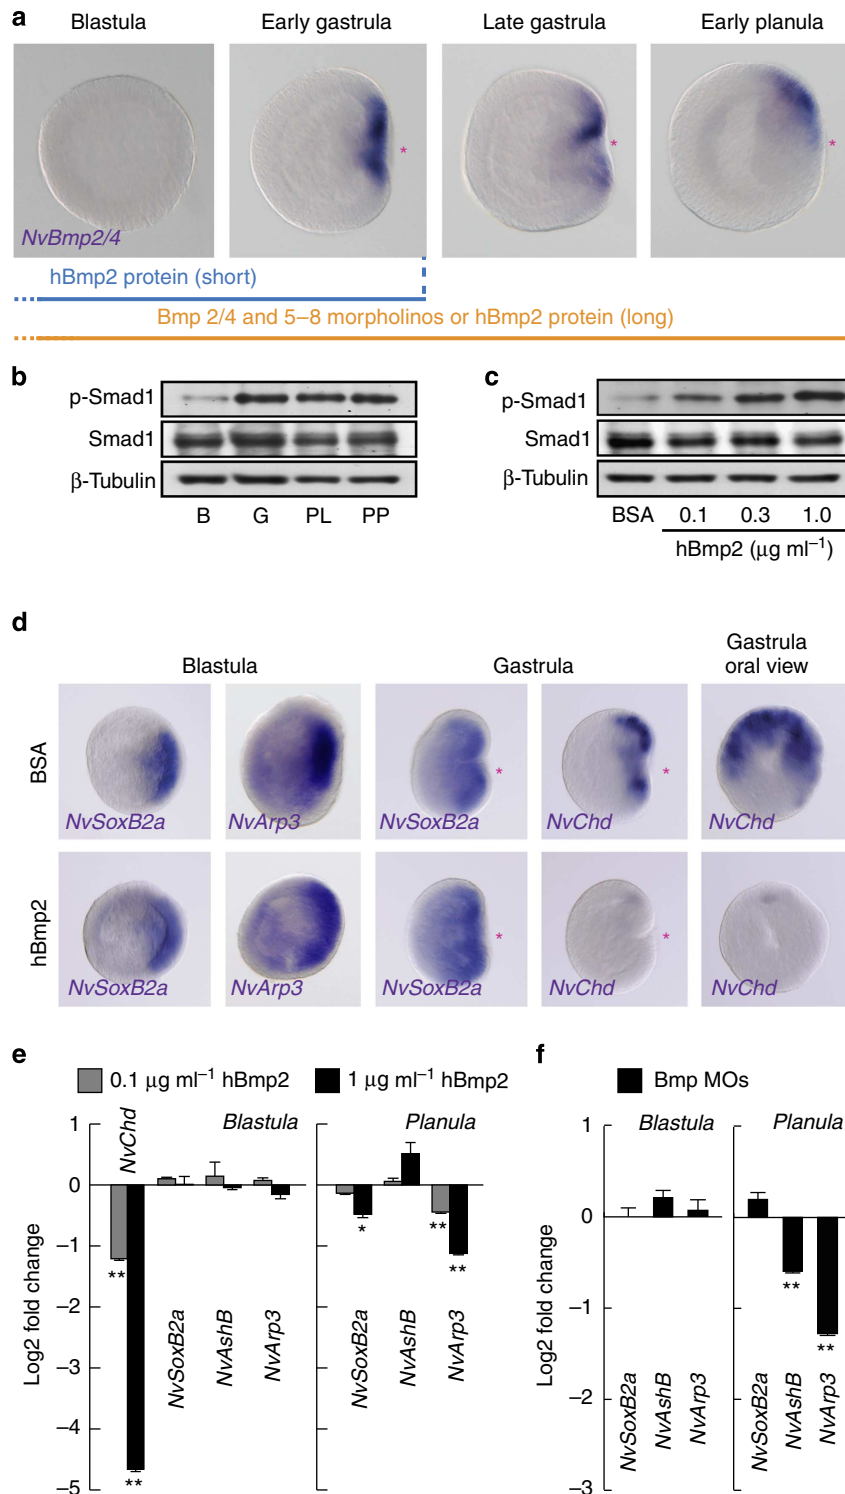 a
Blastula Early gastrula Late gastrula Early planula
* * *
NvBmp2/4
hBmp2 protein (short)
Bmp 2/4 and 5–8 morpholinos or hBmp2 protein (long)
b
p-Smad1
Smad1
β-Tubulin
B G PL PP
c
p-Smad1
Smad1
β-Tubulin
BSA 0.1 0.3 1.0
hBmp2 (μg ml⁻¹)
d
Blastula Gastrula Gastrula
oral view
BSA
* *
NvSoxB2a NvArp3 NvSoxB2a NvChd NvChd
hBmp2
* *
NvSoxB2a NvArp3 NvSoxB2a NvChd NvChd
e
0.1 μg ml⁻¹ hBmp2 1 μg ml⁻¹ hBmp2
Log2 fold change
1
0
–1
–2
–3
–4
–5
NvChd
Blastula
** **
NvSoxB2a
NvAshB
NvArp3
Planula
* ** **
NvSoxB2a
NvAshB
NvArp3
f
Bmp MOs
Log2 fold change
1
0
–1
–2
–3
Blastula
NvSoxB2a
NvAshB
NvArp3
Planula
** **
NvSoxB2a
NvAshB
NvArp3